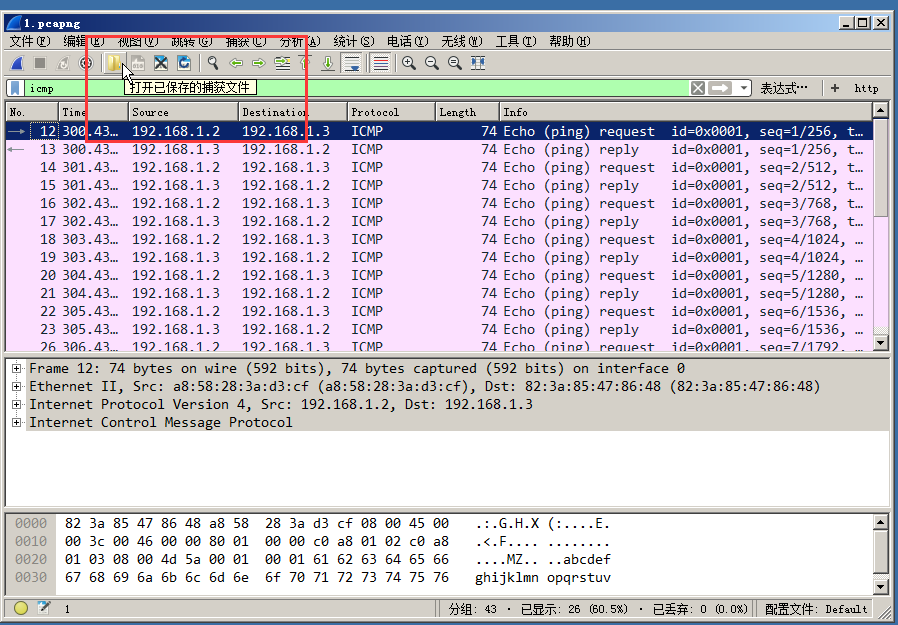 1.pcapng
文件(F) 编辑(E) 视图(V) 跳转(G) 捕获(C) 分析(A) 统计(S) 电话(Y) 无线(W) 工具(T) 帮助(H)
打开已保存的捕获文件
icmp 表达式… + http
No. Time Source Destination Protocol Length Info
12 300.43… 192.168.1.2 192.168.1.3 ICMP 74 Echo (ping) request id=0x0001, seq=1/256, t…
13 300.43… 192.168.1.3 192.168.1.2 ICMP 74 Echo (ping) reply id=0x0001, seq=1/256, t…
14 301.43… 192.168.1.2 192.168.1.3 ICMP 74 Echo (ping) request id=0x0001, seq=2/512, t…
15 301.43… 192.168.1.3 192.168.1.2 ICMP 74 Echo (ping) reply id=0x0001, seq=2/512, t…
16 302.43… 192.168.1.2 192.168.1.3 ICMP 74 Echo (ping) request id=0x0001, seq=3/768, t…
17 302.43… 192.168.1.3 192.168.1.2 ICMP 74 Echo (ping) reply id=0x0001, seq=3/768, t…
18 303.43… 192.168.1.2 192.168.1.3 ICMP 74 Echo (ping) request id=0x0001, seq=4/1024, …
19 303.43… 192.168.1.3 192.168.1.2 ICMP 74 Echo (ping) reply id=0x0001, seq=4/1024, …
20 304.43… 192.168.1.2 192.168.1.3 ICMP 74 Echo (ping) request id=0x0001, seq=5/1280, …
21 304.43… 192.168.1.3 192.168.1.2 ICMP 74 Echo (ping) reply id=0x0001, seq=5/1280, …
22 305.43… 192.168.1.2 192.168.1.3 ICMP 74 Echo (ping) request id=0x0001, seq=6/1536, …
23 305.43… 192.168.1.3 192.168.1.2 ICMP 74 Echo (ping) reply id=0x0001, seq=6/1536, …
26 306.43… 192.168.1.2 192.168.1.3 ICMP 74 Echo (ping) request id=0x0001, seq=7/1792, …
Frame 12: 74 bytes on wire (592 bits), 74 bytes captured (592 bits) on interface 0
Ethernet II, Src: a8:58:28:3a:d3:cf (a8:58:28:3a:d3:cf), Dst: 82:3a:85:47:86:48 (82:3a:85:47:86:48)
Internet Protocol Version 4, Src: 192.168.1.2, Dst: 192.168.1.3
Internet Control Message Protocol
0000 82 3a 85 47 86 48 a8 58 28 3a d3 cf 08 00 45 00 .:.G.H.X (:....E.
0010 00 3c 00 46 00 00 80 01 00 00 c0 a8 01 02 c0 a8 .<.F.... ........
0020 01 03 08 00 4d 5a 00 01 00 01 61 62 63 64 65 66 ....MZ.. ..abcdef
0030 67 68 69 6a 6b 6c 6d 6e 6f 70 71 72 73 74 75 76 ghijklmn opqrstuv
1 分组: 43 · 已显示: 26 (60.5%) · 已丢弃: 0 (0.0%) 配置文件: Default